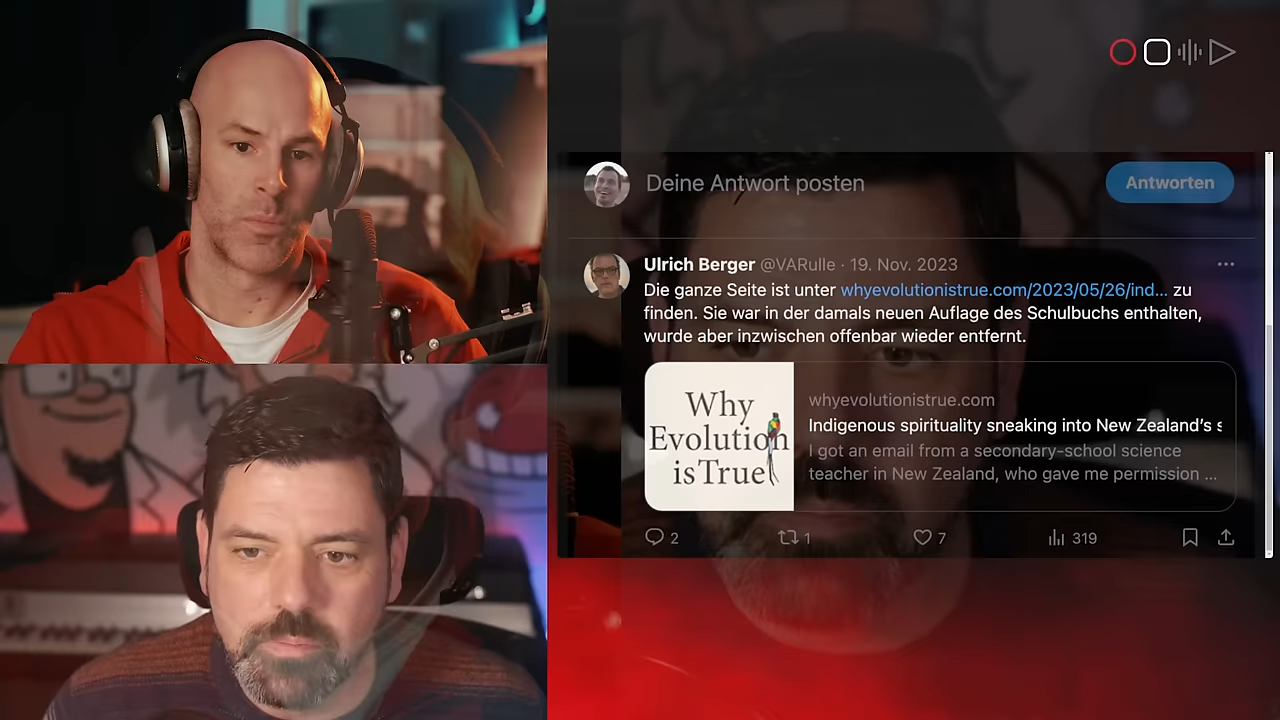 Deine Antwort posten
Antworten
Ulrich Berger @VARulle · 19. Nov. 2023
Die ganze Seite ist unter whyevolutionistrue.com/2023/05/26/ind... zu
finden. Sie war in der damals neuen Auflage des Schulbuchs enthalten,
wurde aber inzwischen offenbar wieder entfernt.
Why
Evolution
is True
whyevolutionistrue.com
Indigenous spirituality sneaking into New Zealand’s s
I got an email from a secondary-school science
teacher in New Zealand, who gave me permission ...
2
1
7
319